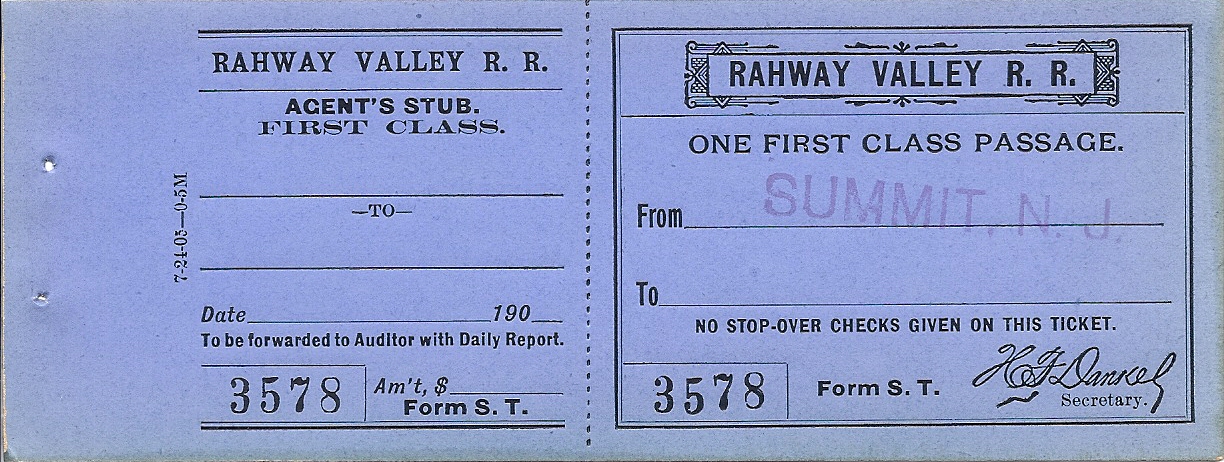 RAHWAY VALLEY R. R.
AGENT'S STUB.
FIRST CLASS.
—TO—
Date 190
To be forwarded to Auditor with Daily Report.
3578
Am't, $
Form S. T.
7-24-05—0-5M
RAHWAY VALLEY R. R.
ONE FIRST CLASS PASSAGE.
From SUMMIT, N. J.
To
NO STOP-OVER CHECKS GIVEN ON THIS TICKET.
3578
Form S. T.
H F Dankel
Secretary.